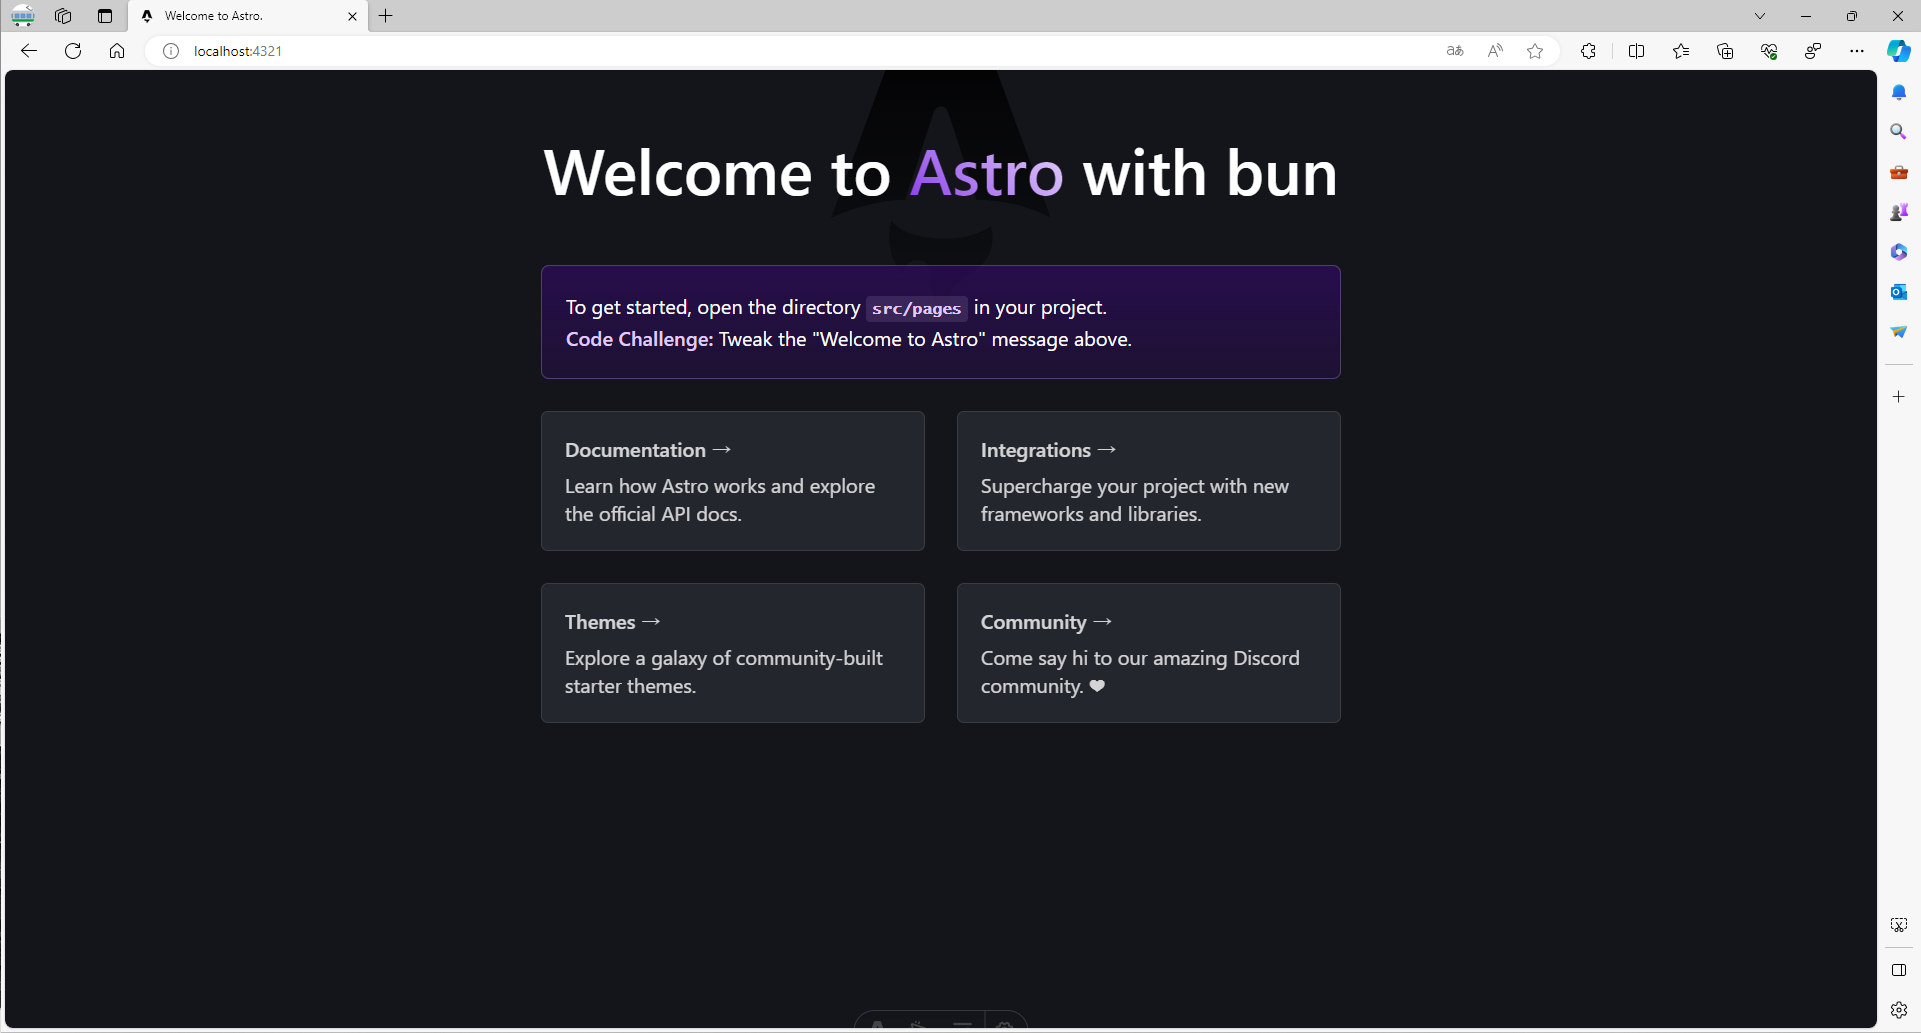 Welcome to Astro.
localhost:4321
Welcome to Astro with bun
To get started, open the directory src/pages in your project.
Code Challenge: Tweak the "Welcome to Astro" message above.
Documentation →
Learn how Astro works and explore
the official API docs.
Integrations →
Supercharge your project with new
frameworks and libraries.
Themes →
Explore a galaxy of community-built
starter themes.
Community →
Come say hi to our amazing Discord
community. ❤